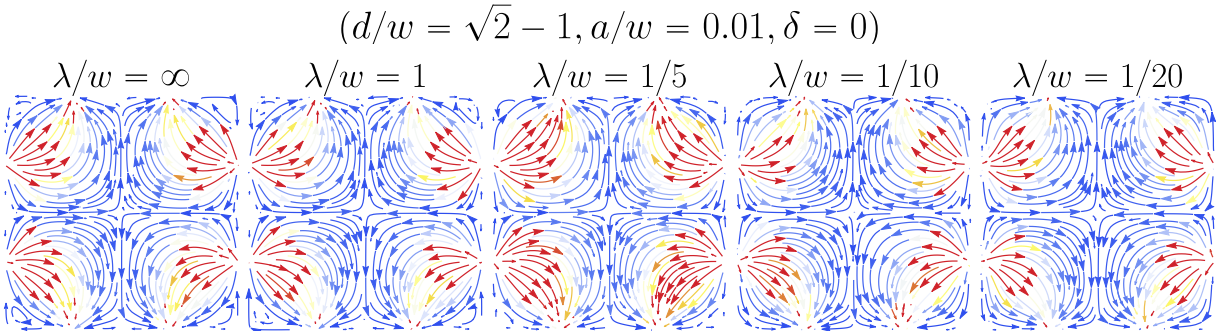 (d/w = √2 − 1, a/w = 0.01, δ = 0)
λ/w = ∞ λ/w = 1 λ/w = 1/5 λ/w = 1/10 λ/w = 1/20